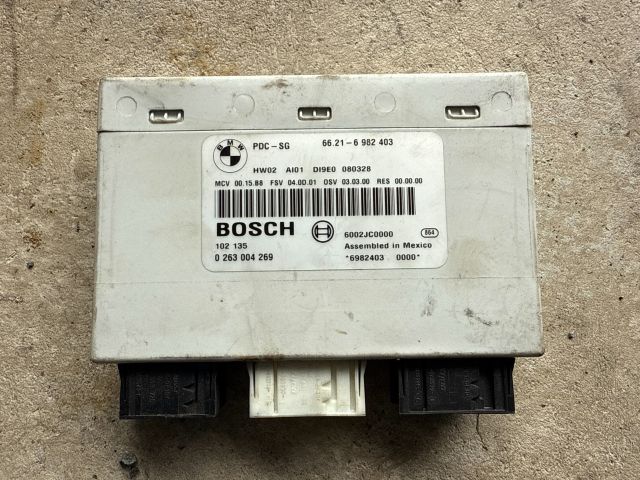 BMW
PDC-SG 66.21-6 982 403
HW02 AI01 DI9E0 080328
MCV 00.15.B8 FSV 04.0D.01 OSV 03.03.00 RES 00.00.00
BOSCH 6002JC0000 864
102 135 Assembled in Mexico
0 263 004 269 *6982403 0000*